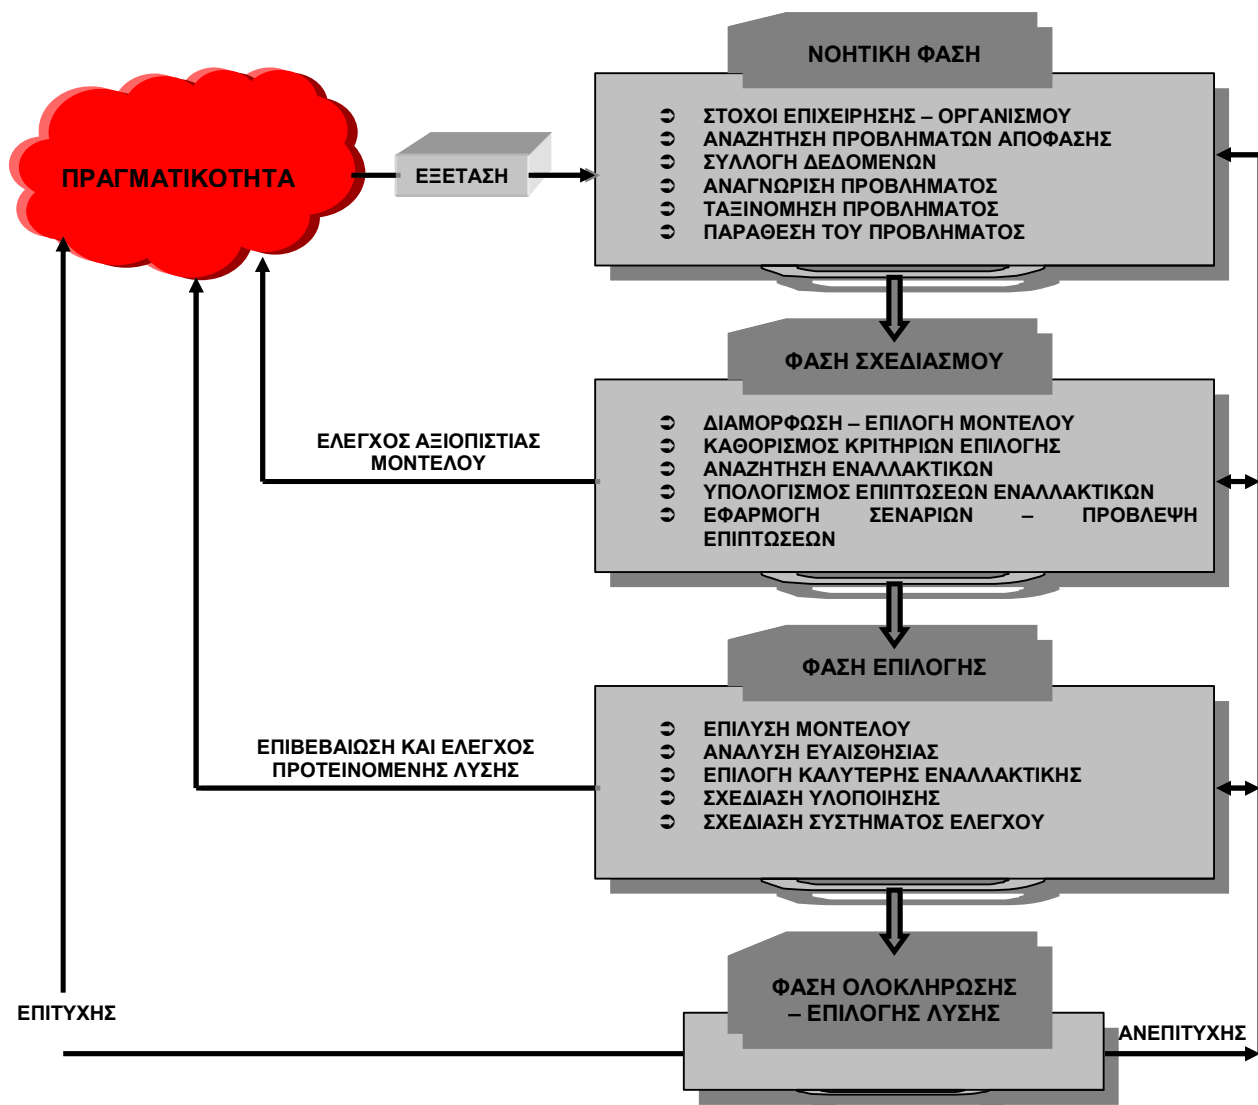 ΝΟΗΤΙΚΗ ΦΑΣΗ
ΣΤΟΧΟΙ ΕΠΙΧΕΙΡΗΣΗΣ – ΟΡΓΑΝΙΣΜΟΥ
ΑΝΑΖΗΤΗΣΗ ΠΡΟΒΛΗΜΑΤΩΝ ΑΠΟΦΑΣΗΣ
ΣΥΛΛΟΓΗ ΔΕΔΟΜΕΝΩΝ
ΑΝΑΓΝΩΡΙΣΗ ΠΡΟΒΛΗΜΑΤΟΣ
ΤΑΞΙΝΟΜΗΣΗ ΠΡΟΒΛΗΜΑΤΟΣ
ΠΑΡΑΘΕΣΗ ΤΟΥ ΠΡΟΒΛΗΜΑΤΟΣ
ΠΡΑΓΜΑΤΙΚΟΤΗΤΑ
ΕΞΕΤΑΣΗ
ΦΑΣΗ ΣΧΕΔΙΑΣΜΟΥ
ΔΙΑΜΟΡΦΩΣΗ – ΕΠΙΛΟΓΗ ΜΟΝΤΕΛΟΥ
ΚΑΘΟΡΙΣΜΟΣ ΚΡΙΤΗΡΙΩΝ ΕΠΙΛΟΓΗΣ
ΑΝΑΖΗΤΗΣΗ ΕΝΑΛΛΑΚΤΙΚΩΝ
ΥΠΟΛΟΓΙΣΜΟΣ ΕΠΙΠΤΩΣΕΩΝ ΕΝΑΛΛΑΚΤΙΚΩΝ
ΕΦΑΡΜΟΓΗ ΣΕΝΑΡΙΩΝ – ΠΡΟΒΛΕΨΗ
ΕΠΙΠΤΩΣΕΩΝ
ΕΛΕΓΧΟΣ ΑΞΙΟΠΙΣΤΙΑΣ
ΜΟΝΤΕΛΟΥ
ΦΑΣΗ ΕΠΙΛΟΓΗΣ
ΕΠΙΛΥΣΗ ΜΟΝΤΕΛΟΥ
ΑΝΑΛΥΣΗ ΕΥΑΙΣΘΗΣΙΑΣ
ΕΠΙΛΟΓΗ ΚΑΛΥΤΕΡΗΣ ΕΝΑΛΛΑΚΤΙΚΗΣ
ΣΧΕΔΙΑΣΗ ΥΛΟΠΟΙΗΣΗΣ
ΣΧΕΔΙΑΣΗ ΣΥΣΤΗΜΑΤΟΣ ΕΛΕΓΧΟΥ
ΕΠΙΒΕΒΑΙΩΣΗ ΚΑΙ ΕΛΕΓΧΟΣ
ΠΡΟΤΕΙΝΟΜΕΝΗΣ ΛΥΣΗΣ
ΦΑΣΗ ΟΛΟΚΛΗΡΩΣΗΣ
– ΕΠΙΛΟΓΗΣ ΛΥΣΗΣ
ΕΠΙΤΥΧΗΣ
ΑΝΕΠΙΤΥΧΗΣ